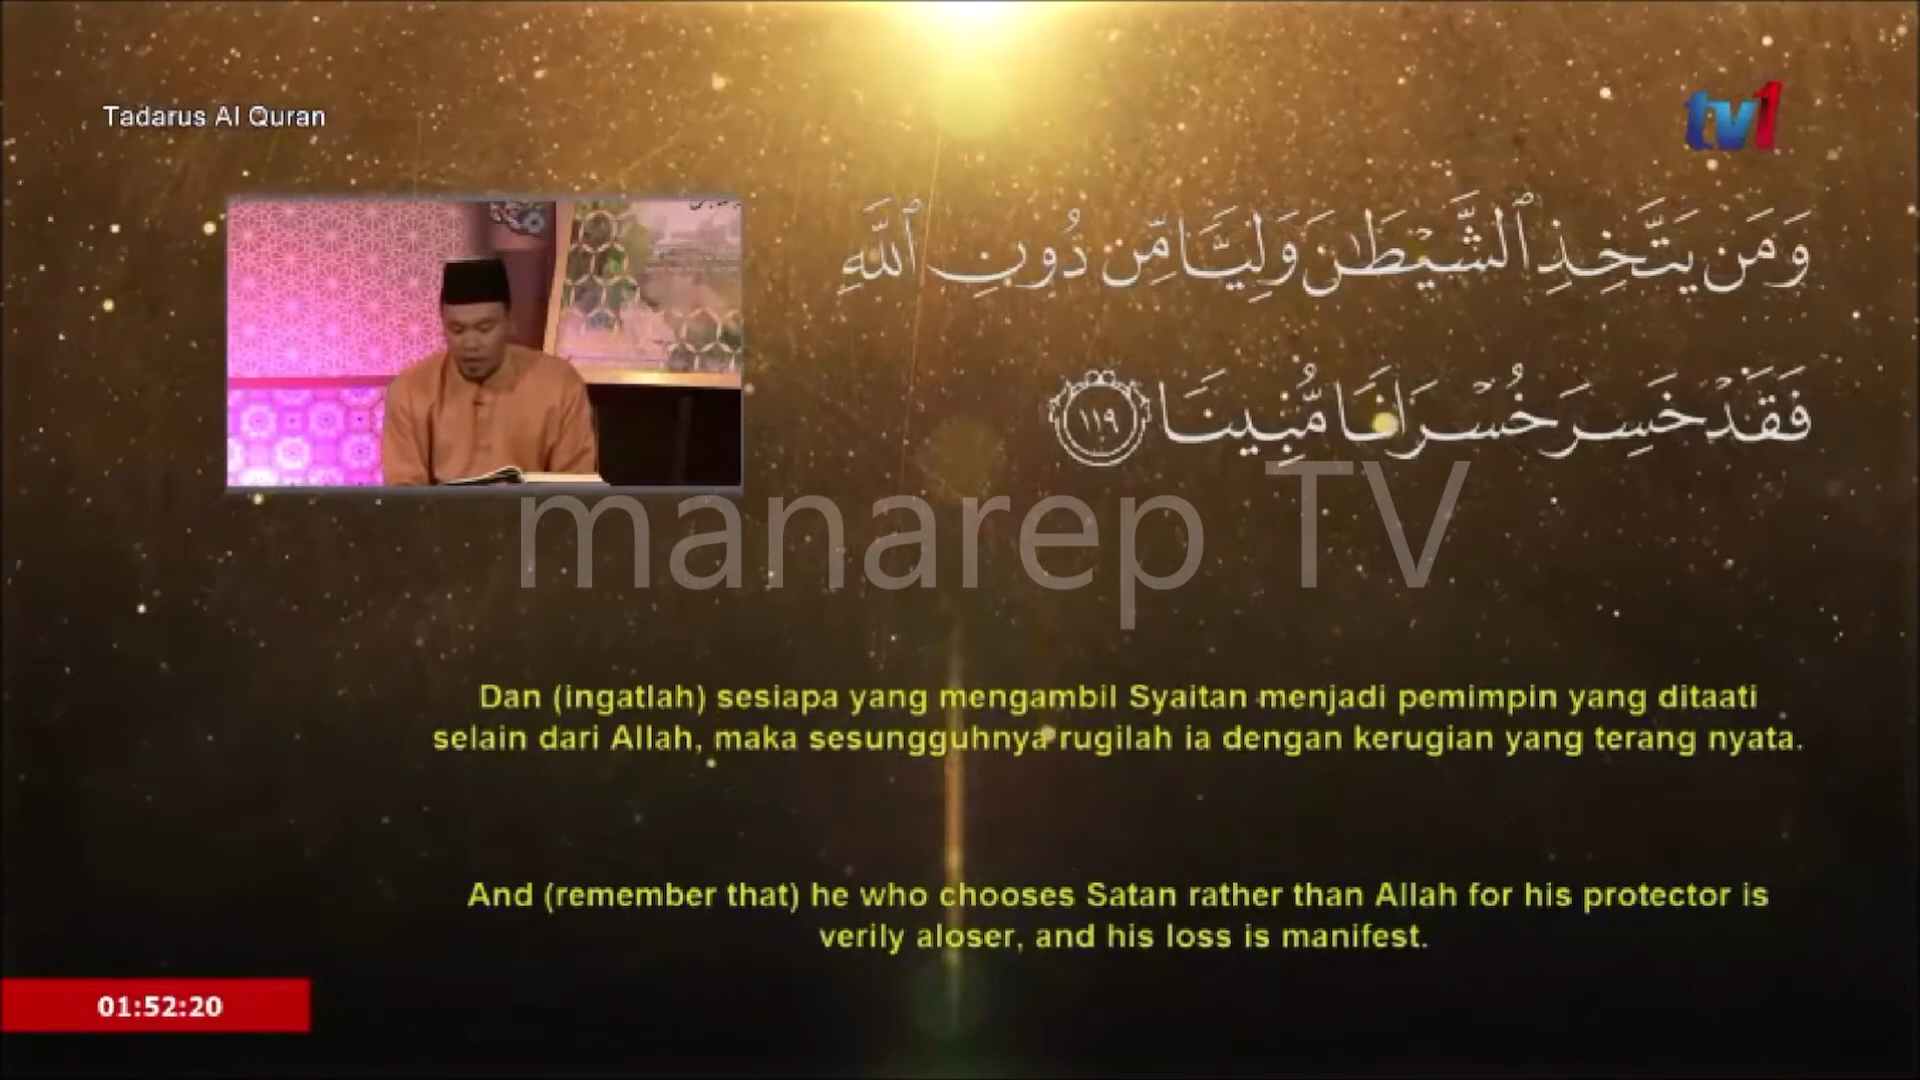 Tadarus Al Quran
tv1
وَمَن يَتَّخِذِ ٱلشَّيْطَٰنَ وَلِيًّا مِّن دُونِ ٱللَّهِ
فَقَدْ خَسِرَ خُسْرَانًا مُّبِينًا ١١٩
manarep TV
Dan (ingatlah) sesiapa yang mengambil Syaitan menjadi pemimpin yang ditaati
selain dari Allah, maka sesungguhnya rugilah ia dengan kerugian yang terang nyata.
And (remember that) he who chooses Satan rather than Allah for his protector is
verily aloser, and his loss is manifest.
01:52:20